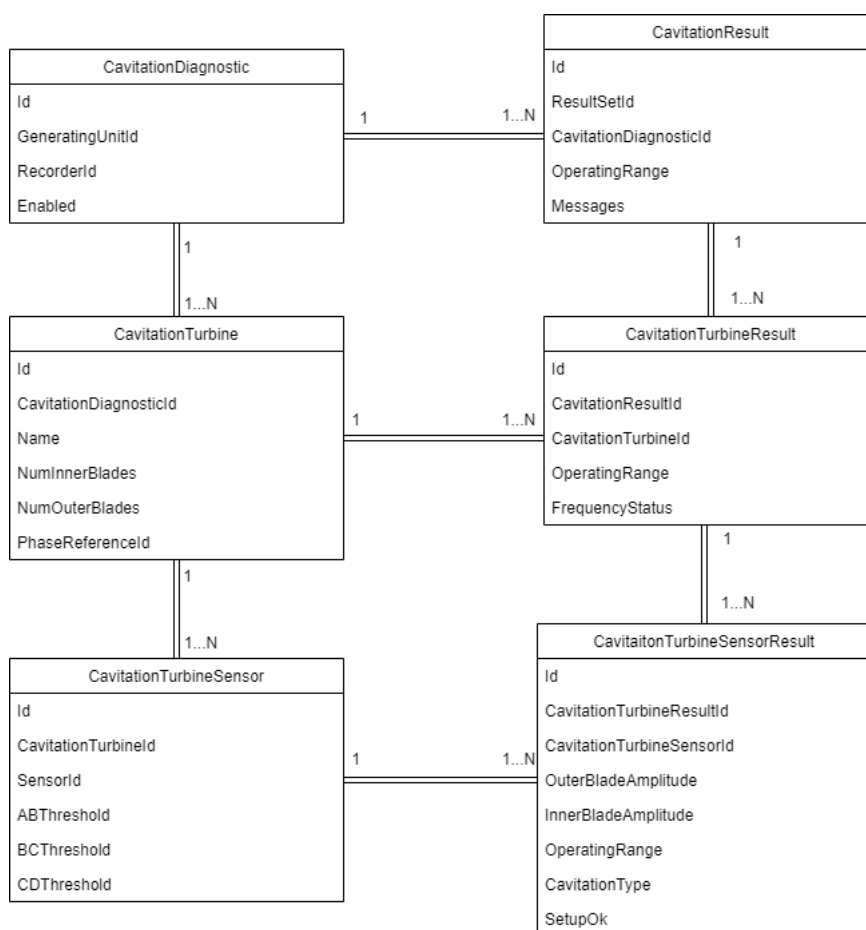 CavitationDiagnostic
Id
GeneratingUnitId
RecorderId
Enabled
1
1...N
CavitationResult
Id
ResultSetId
CavitationDiagnosticId
OperatingRange
Messages
1
1...N
1
1...N
CavitationTurbine
Id
CavitationDiagnosticId
Name
NumInnerBlades
NumOuterBlades
PhaseReferenceId
1
1...N
CavitationTurbineResult
Id
CavitationResultId
CavitationTurbineId
OperatingRange
FrequencyStatus
1
1...N
1
1...N
CavitationTurbineSensor
Id
CavitationTurbineId
SensorId
ABThreshold
BCThreshold
CDThreshold
1
1...N
CavitaitonTurbineSensorResult
Id
CavitationTurbineResultId
CavitationTurbineSensorId
OuterBladeAmplitude
InnerBladeAmplitude
OperatingRange
CavitationType
SetupOk